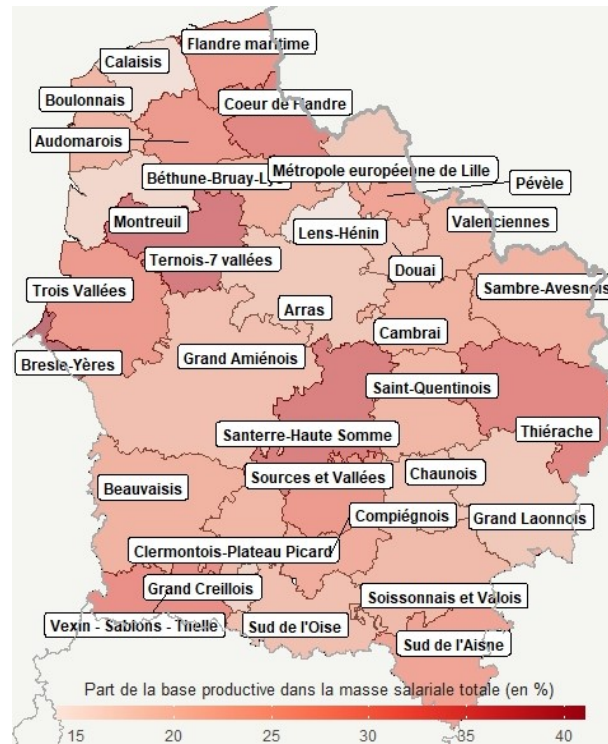 Flandre maritime
Calaisis
Boulonnais
Coeur de Flandre
Audomarois
Métropole européenne de Lille
Béthune-Bruay-Lys
Pévèle
Montreuil
Valenciennes
Lens-Hénin
Ternois-7 vallées
Douai
Trois Vallées
Sambre-Avesnois
Arras
Cambrai
Grand Amiénois
Bresle-Yères
Saint-Quentinois
Santerre-Haute Somme
Thiérache
Sources et Vallées
Chaunois
Beauvaisis
Compiégnois
Grand Laonnois
Clermontois-Plateau Picard
Grand Creillois
Soissonnais et Valois
Vexin - Sablons - Thelle
Sud de l'Oise
Sud de l'Aisne
Part de la base productive dans la masse salariale totale (en %)
15 20 25 30 35 40